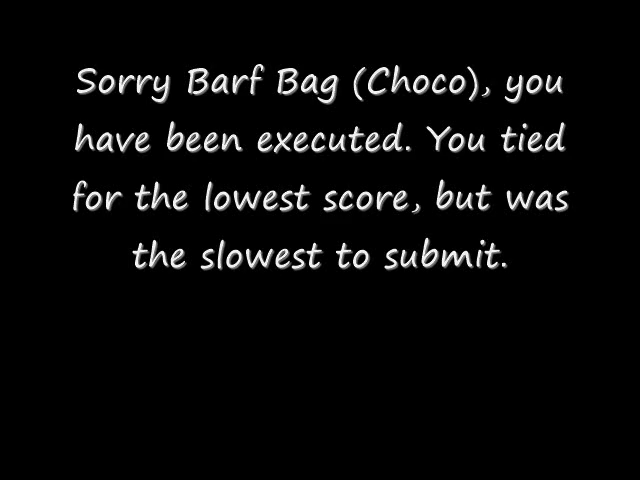 Sorry Barf Bag (Choco), you
have been executed. You tied
for the lowest score, but was
the slowest to submit.